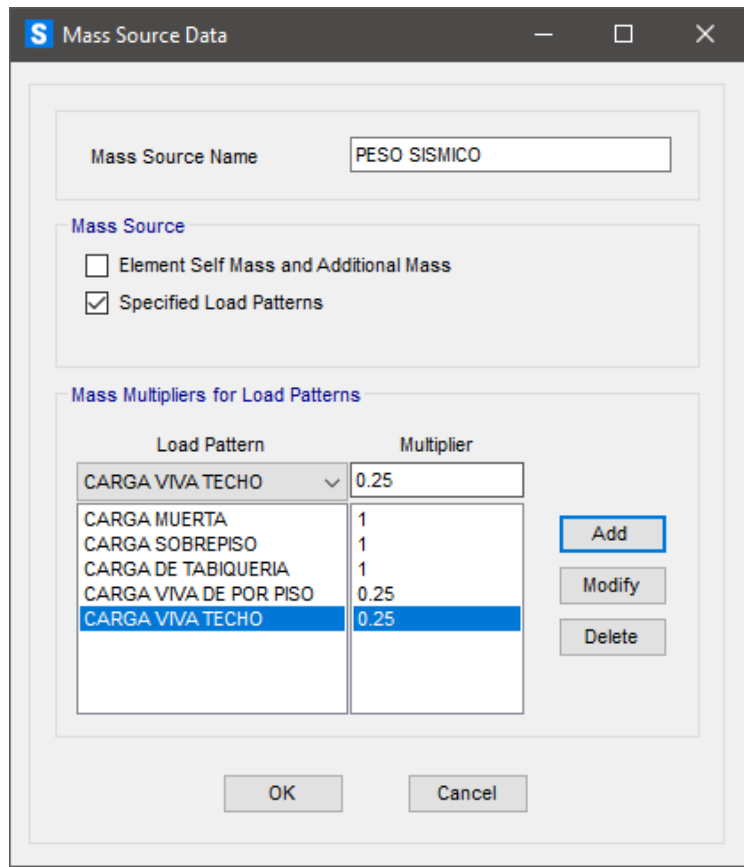 S Mass Source Data
Mass Source Name PESO SISMICO
Mass Source
Element Self Mass and Additional Mass
Specified Load Patterns
Mass Multipliers for Load Patterns
Load Pattern Multiplier
CARGA VIVA TECHO 0.25
CARGA MUERTA 1
CARGA SOBREPISO 1
CARGA DE TABIQUERIA 1
CARGA VIVA DE POR PISO 0.25
CARGA VIVA TECHO 0.25
Add
Modify
Delete
OK Cancel